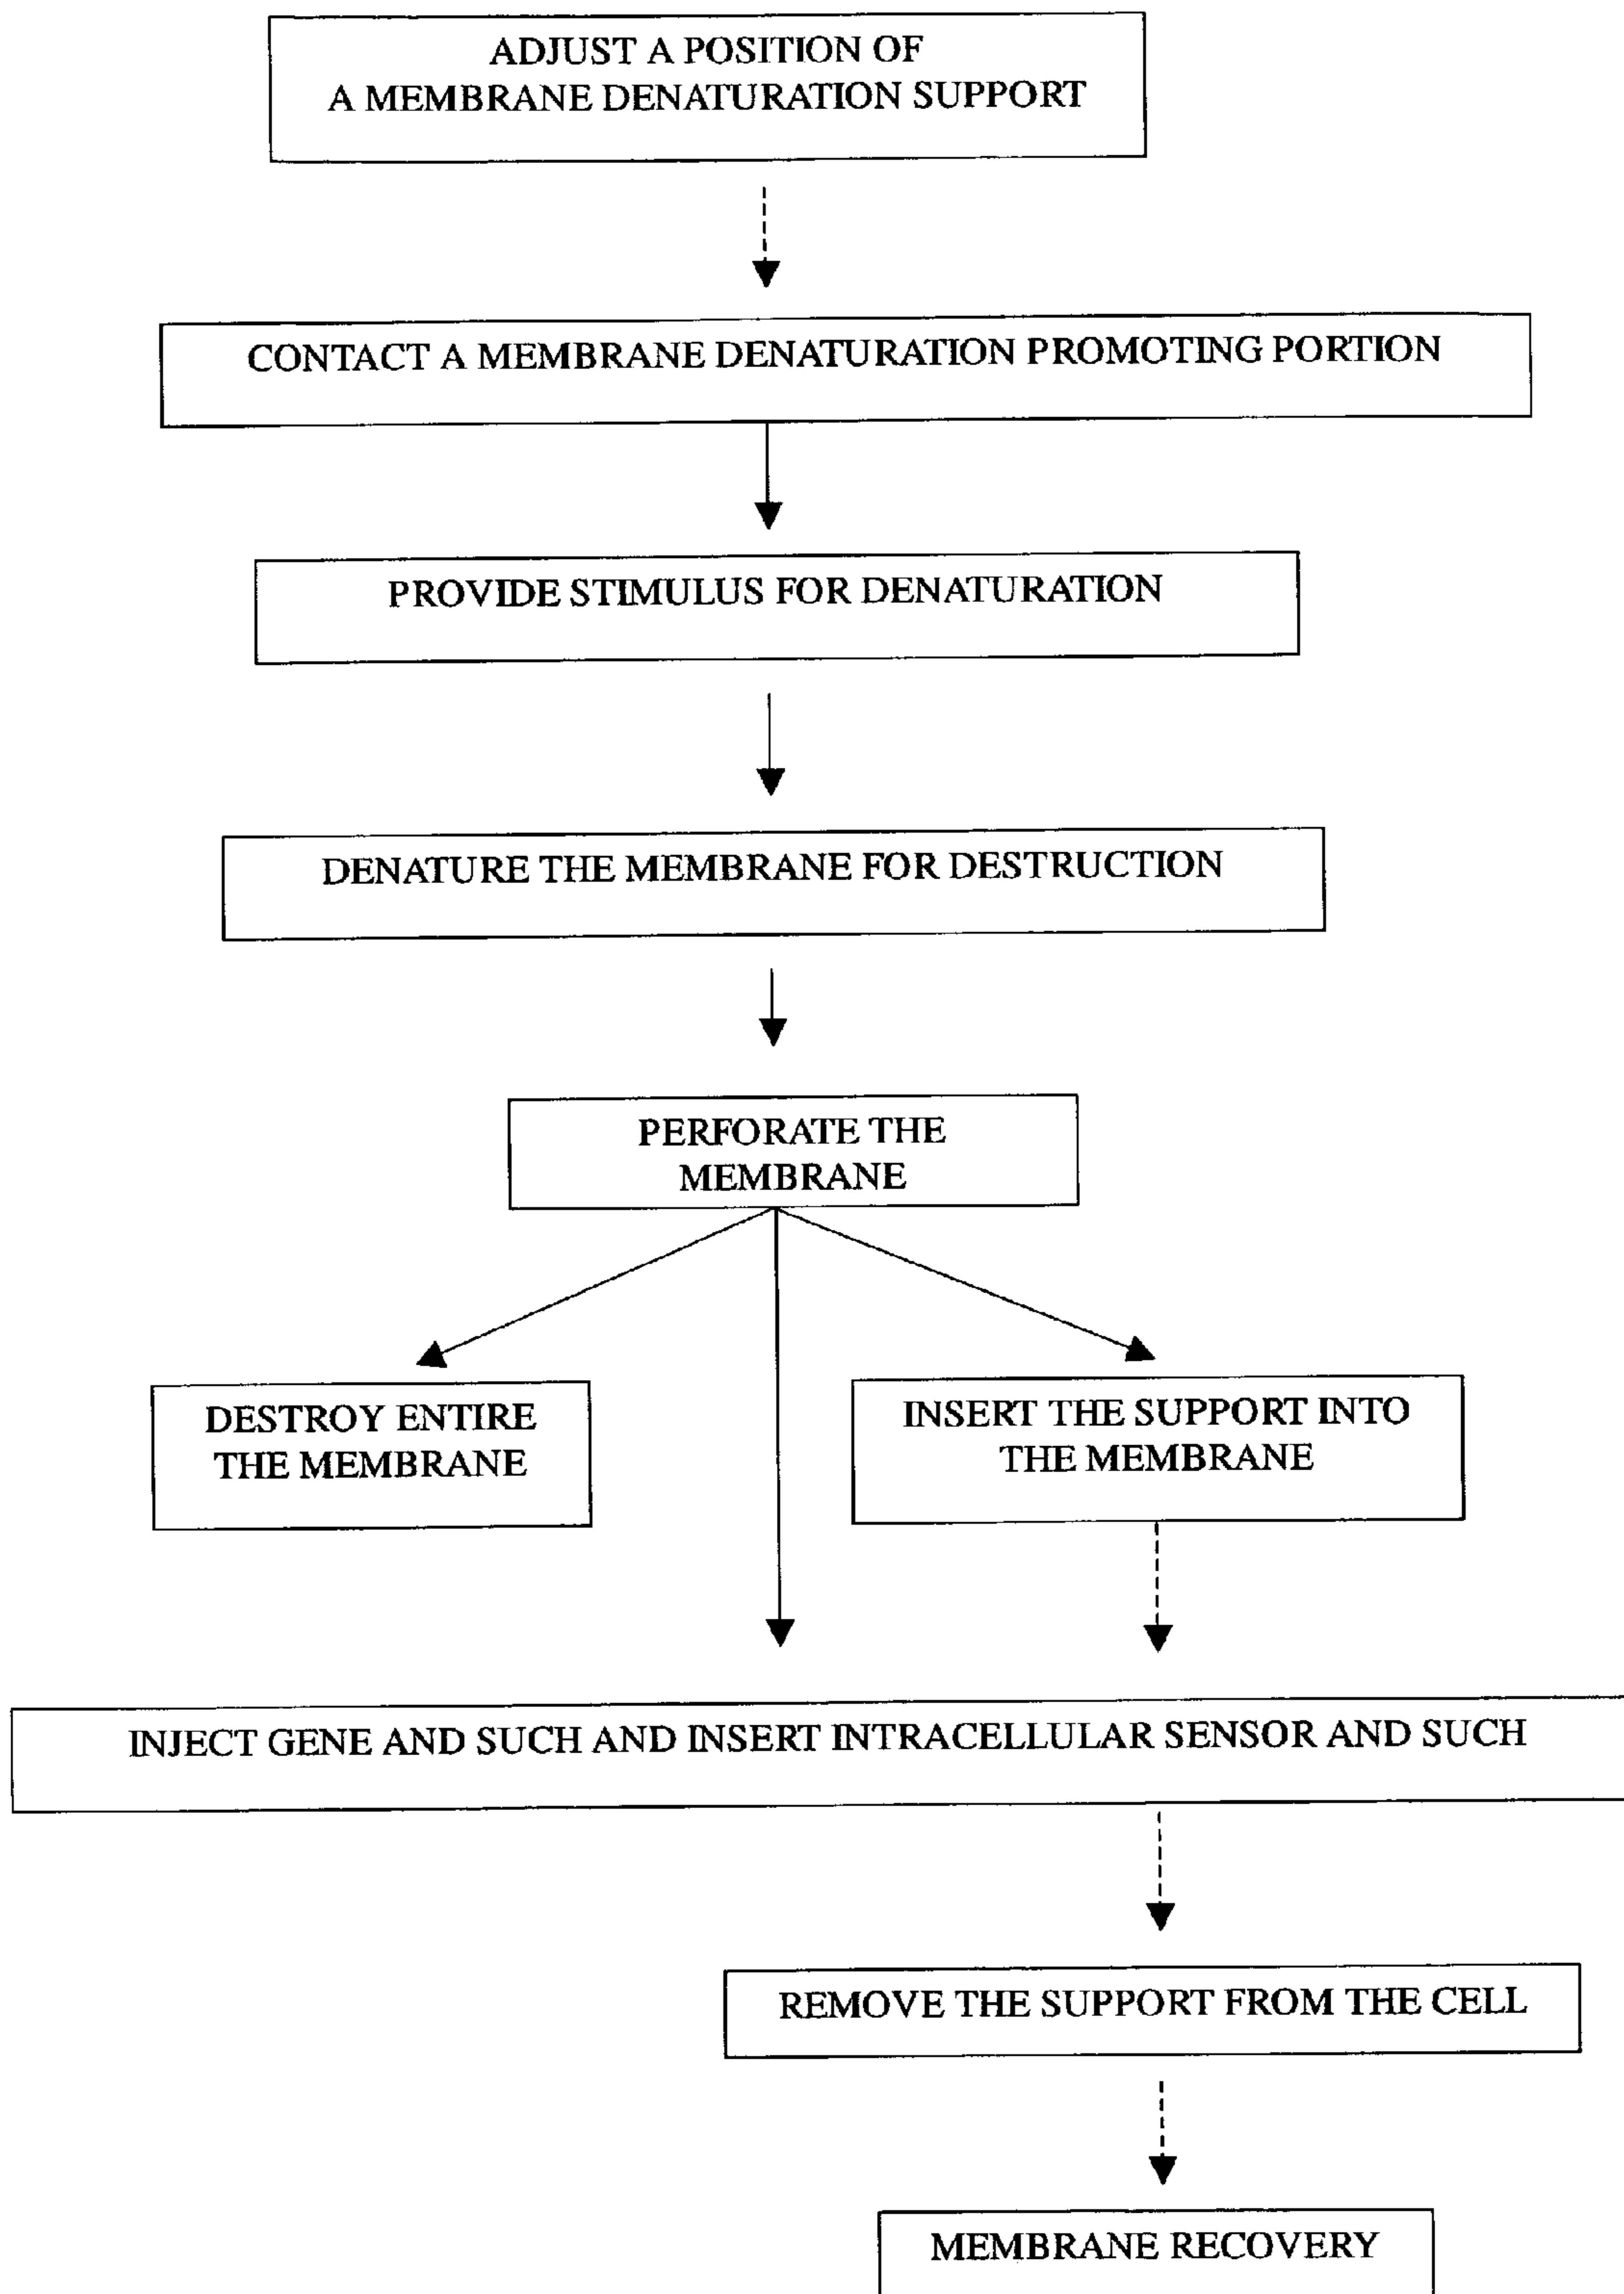 ADJUST A POSITION OF
A MEMBRANE DENATURATION SUPPORT
CONTACT A MEMBRANE DENATURATION PROMOTING PORTION
PROVIDE STIMULUS FOR DENATURATION
DENATURE THE MEMBRANE FOR DESTRUCTION
PERFORATE THE
MEMBRANE
DESTROY ENTIRE
THE MEMBRANE
INSERT THE SUPPORT INTO
THE MEMBRANE
INJECT GENE AND SUCH AND INSERT INTRACELLULAR SENSOR AND SUCH
REMOVE THE SUPPORT FROM THE CELL
MEMBRANE RECOVERY